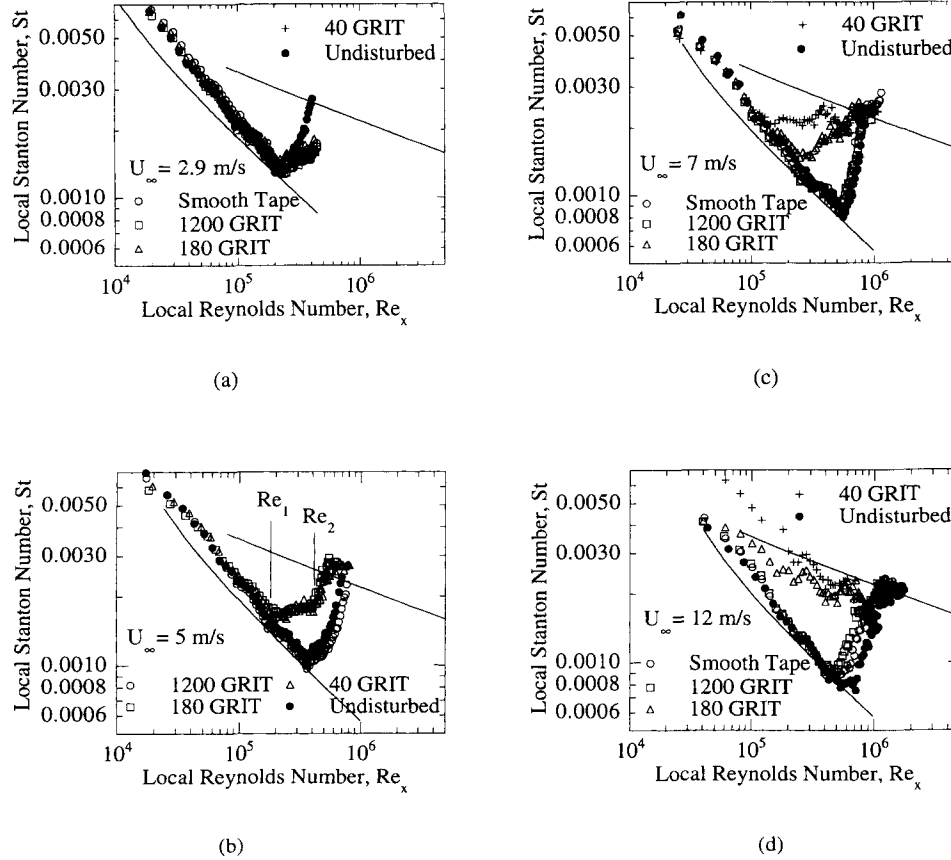 0.0050
0.0030
0.0010
0.0008
0.0006
Local Stanton Number, St
+ 40 GRIT
● Undisturbed
U∞ = 2.9 m/s
○ Smooth Tape
□ 1200 GRIT
△ 180 GRIT
10^4 10^5 10^6
Local Reynolds Number, Re_x
(a)
0.0050
0.0030
0.0010
0.0008
0.0006
Local Stanton Number, St
+ 40 GRIT
● Undisturbed
U∞ = 7 m/s
○ Smooth Tape
□ 1200 GRIT
△ 180 GRIT
10^4 10^5 10^6
Local Reynolds Number, Re_x
(c)
0.0050
0.0030
0.0010
0.0008
0.0006
Local Stanton Number, St
Re_1
Re_2
U∞ = 5 m/s
○ 1200 GRIT △ 40 GRIT
□ 180 GRIT ● Undisturbed
10^4 10^5 10^6
Local Reynolds Number, Re_x
(b)
0.0050
0.0030
0.0010
0.0008
0.0006
Local Stanton Number, St
+ 40 GRIT
● Undisturbed
U∞ = 12 m/s
○ Smooth Tape
□ 1200 GRIT
△ 180 GRIT
10^4 10^5 10^6
Local Reynolds Number, Re_x
(d)